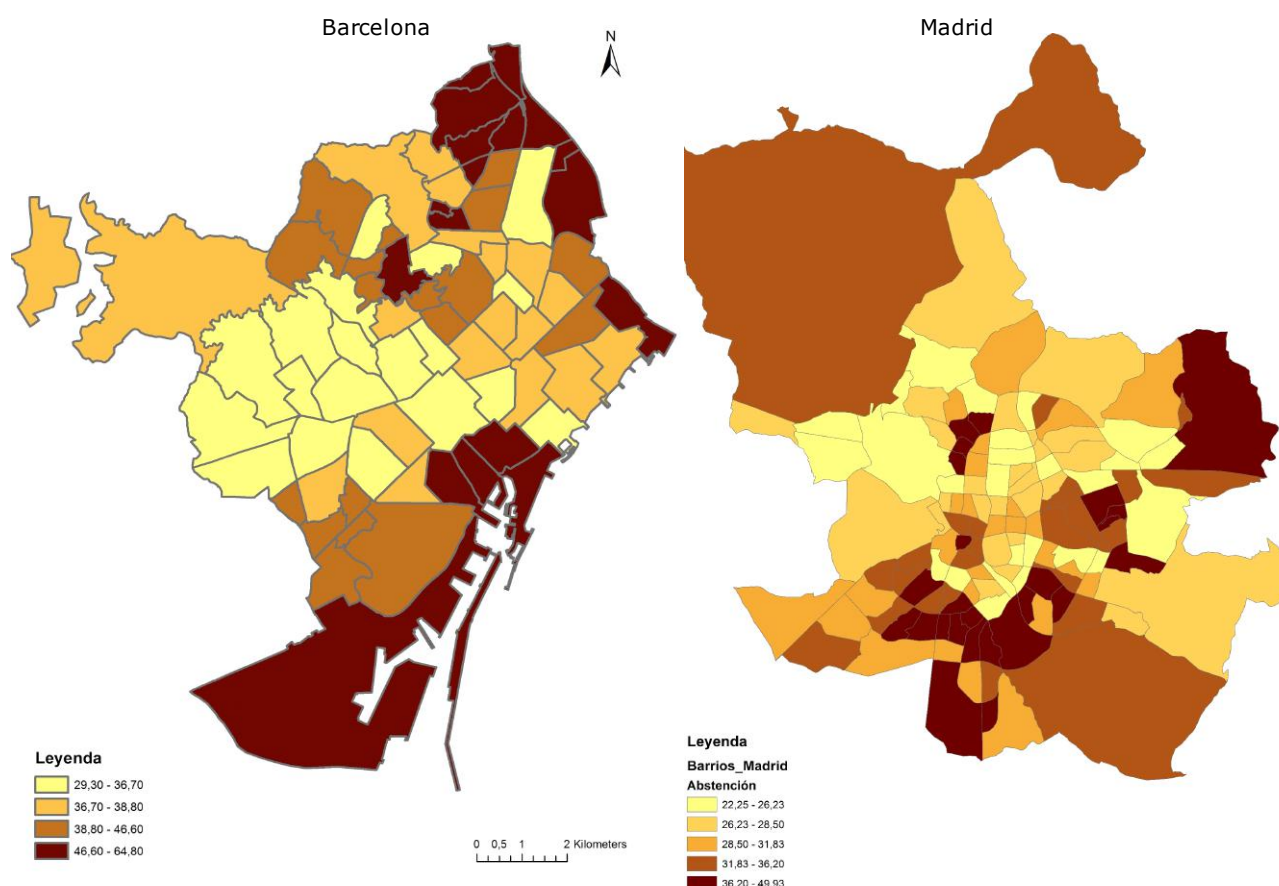 Barcelona
Madrid
N
Leyenda
29,30 - 36,70
36,70 - 38,80
38,80 - 46,60
46,60 - 64,80
0 0,5 1 2 Kilometers
Leyenda
Barrios_Madrid
Abstención
22,25 - 26,23
26,23 - 28,50
28,50 - 31,83
31,83 - 36,20
36,20 - 49,93